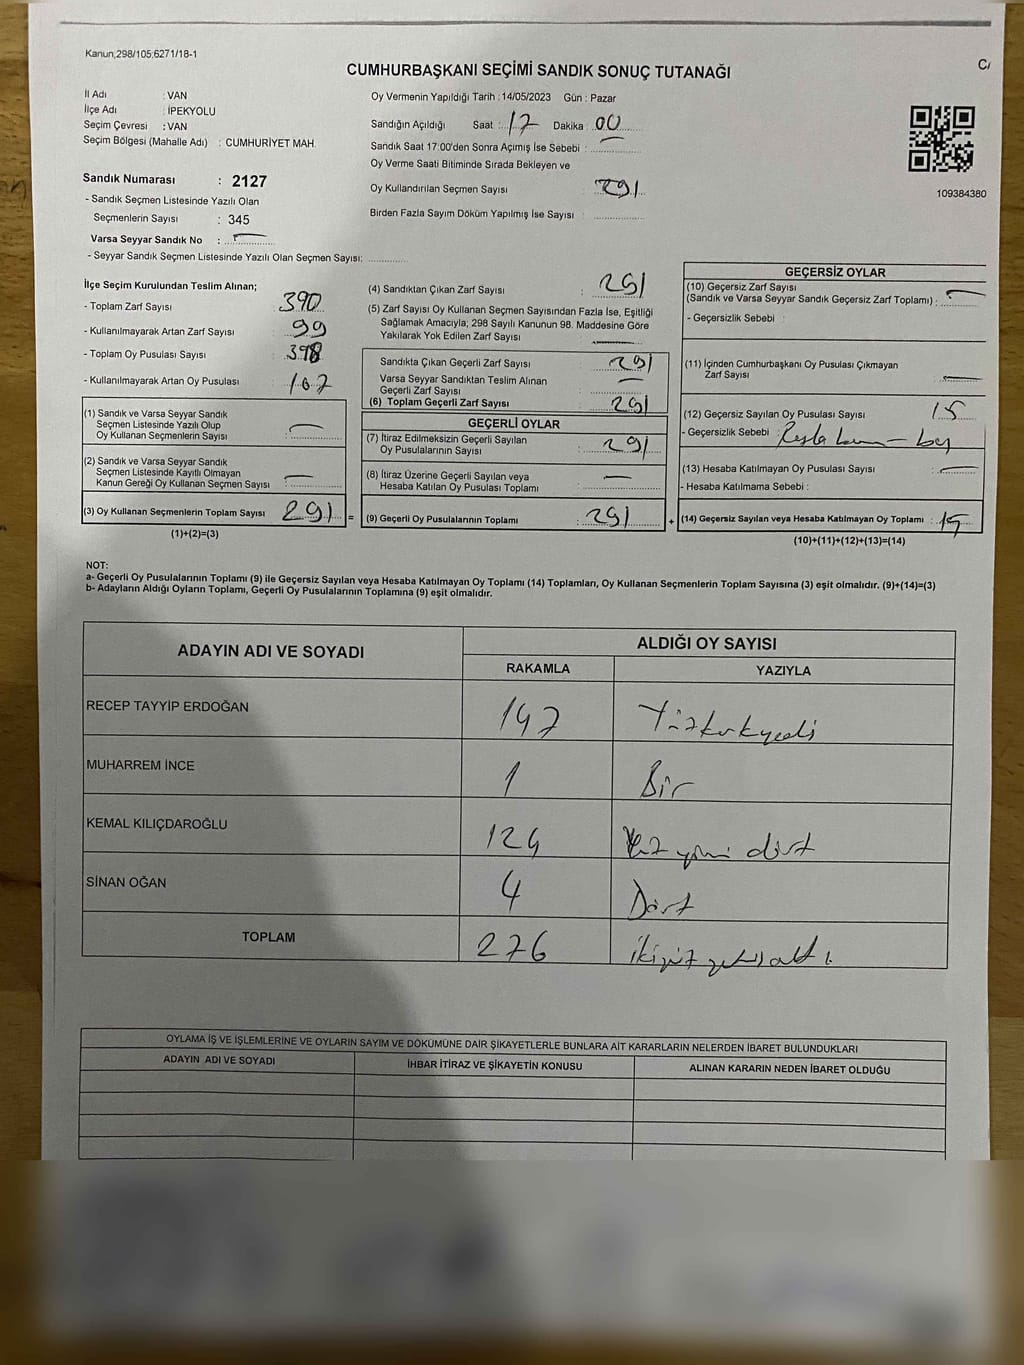 Kanun;298/105;6271/18-1
CUMHURBAŞKANI SEÇİMİ SANDIK SONUÇ TUTANAĞI
İl Adı : VAN
İlçe Adı : İPEKYOLU
Seçim Çevresi : VAN
Seçim Bölgesi (Mahalle Adı) : CUMHURİYET MAH.
Oy Vermenin Yapıldığı Tarih :14/05/2023 Gün : Pazar
Sandığın Açıldığı Saat : 17 Dakika 00
Sandık Saat 17:00'den Sonra Açımış İse Sebebi :
Oy Verme Saati Bitiminde Sırada Bekleyen ve
Oy Kullandırılan Seçmen Sayısı : 291
Birden Fazla Sayım Döküm Yapılmış İse Sayısı :
109384380
Sandık Numarası : 2127
- Sandık Seçmen Listesinde Yazılı Olan
Seçmenlerin Sayısı : 345
Varsa Seyyar Sandık No : —
- Seyyar Sandık Seçmen Listesinde Yazılı Olan Seçmen Sayısı:
İlçe Seçim Kurulundan Teslim Alınan;
- Toplam Zarf Sayısı : 390
- Kullanılmayarak Artan Zarf Sayısı : 99
- Toplam Oy Pusulası Sayısı : 398
- Kullanılmayarak Artan Oy Pusulası : 107
(1) Sandık ve Varsa Seyyar Sandık
Seçmen Listesinde Yazılı Olup
Oy Kullanan Seçmenlerin Sayısı : —
(2) Sandık ve Varsa Seyyar Sandık
Seçmen Listesinde Kayıtlı Olmayan
Kanun Gereği Oy Kullanan Seçmen Sayısı : —
(3) Oy Kullanan Seçmenlerin Toplam Sayısı 291 =
(1)+(2)=(3)
(4) Sandıktan Çıkan Zarf Sayısı : 291
(5) Zarf Sayısı Oy Kullanan Seçmen Sayısından Fazla İse, Eşitliği
Sağlamak Amacıyla; 298 Sayılı Kanunun 98. Maddesine Göre
Yakılarak Yok Edilen Zarf Sayısı —
Sandıkta Çıkan Geçerli Zarf Sayısı : 291
Varsa Seyyar Sandıktan Teslim Alınan
Geçerli Zarf Sayısı : —
(6) Toplam Geçerli Zarf Sayısı : 291
GEÇERLİ OYLAR
(7) İtiraz Edilmeksizin Geçerli Sayılan
Oy Pusulalarının Sayısı : 291
(8) İtiraz Üzerine Geçerli Sayılan veya
Hesaba Katılan Oy Pusulası Toplamı : —
(9) Geçerli Oy Pusulalarının Toplamı : 291 +
GEÇERSİZ OYLAR
(10) Geçersiz Zarf Sayısı
(Sandık ve Varsa Seyyar Sandık Geçersiz Zarf Toplamı) : —
- Geçersizlik Sebebi :
(11) İçinden Cumhurbaşkanı Oy Pusulası Çıkmayan
Zarf Sayısı —
(12) Geçersiz Sayılan Oy Pusulası Sayısı : 15
- Geçersizlik Sebebi :
(13) Hesaba Katılmayan Oy Pusulası Sayısı : —
- Hesaba Katılmama Sebebi :
(14) Geçersiz Sayılan veya Hesaba Katılmayan Oy Toplamı : 15
(10)+(11)+(12)+(13)=(14)
NOT:
a- Geçerli Oy Pusulalarının Toplamı (9) ile Geçersiz Sayılan veya Hesaba Katılmayan Oy Toplamı (14) Toplamları, Oy Kullanan Seçmenlerin Toplam Sayısına (3) eşit olmalıdır. (9)+(14)=(3)
b- Adayların Aldığı Oyların Toplamı, Geçerli Oy Pusulalarının Toplamına (9) eşit olmalıdır.
ADAYIN ADI VE SOYADI ALDIĞI OY SAYISI
RAKAMLA YAZIYLA
RECEP TAYYİP ERDOĞAN 147 Yüzkırkyedi
MUHARREM İNCE 1 Bir
KEMAL KILIÇDAROĞLU 124 Yüz yirmi dört
SİNAN OĞAN 4 Dört
TOPLAM 276 ikiyüz yetmişaltı
OYLAMA İŞ VE İŞLEMLERİNE VE OYLARIN SAYIM VE DÖKÜMÜNE DAİR ŞİKAYETLERLE BUNLARA AİT KARARLARIN NELERDEN İBARET BULUNDUKLARI
ADAYIN ADI VE SOYADI İHBAR İTİRAZ VE ŞİKAYETİN KONUSU ALINAN KARARIN NEDEN İBARET OLDUĞU